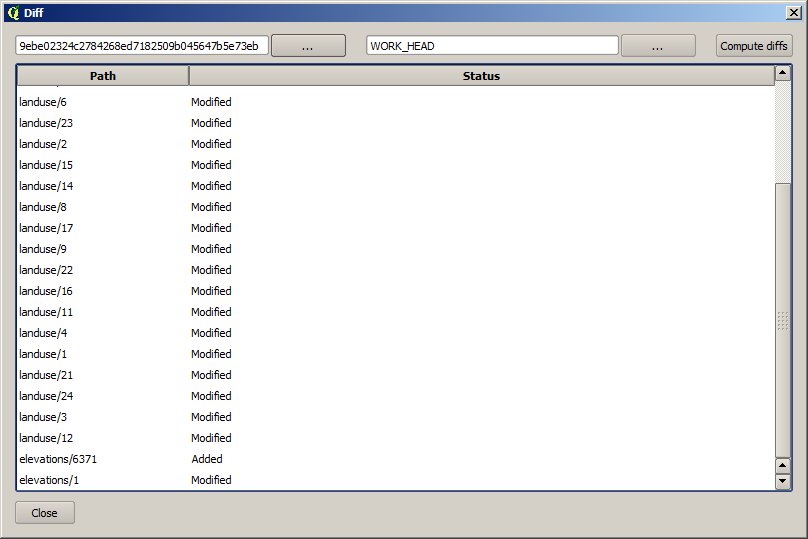 Diff
9ebe02324c2784268ed7182509b045647b5e73eb ... WORK_HEAD ... Compute diffs
Path Status
landuse/6 Modified
landuse/23 Modified
landuse/2 Modified
landuse/15 Modified
landuse/14 Modified
landuse/8 Modified
landuse/17 Modified
landuse/9 Modified
landuse/22 Modified
landuse/16 Modified
landuse/11 Modified
landuse/4 Modified
landuse/1 Modified
landuse/21 Modified
landuse/24 Modified
landuse/3 Modified
landuse/12 Modified
elevations/6371 Added
elevations/1 Modified
Close